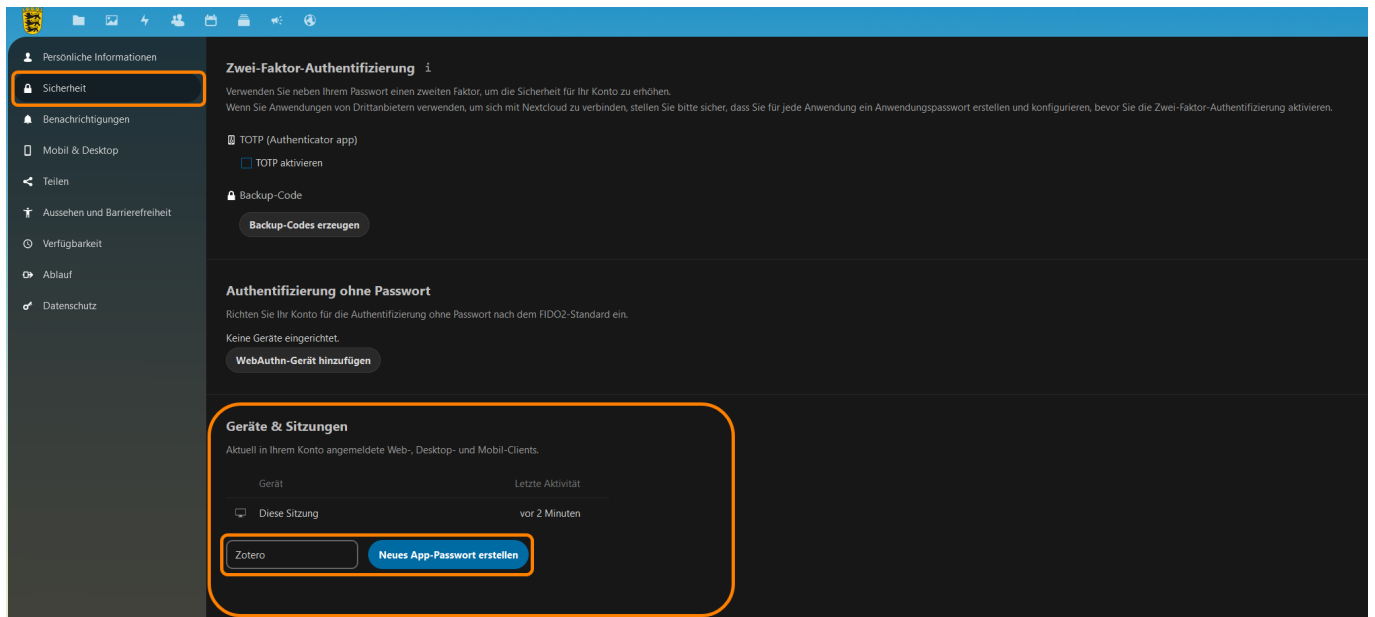 Persönliche Informationen
Sicherheit
Benachrichtigungen
Mobil & Desktop
Teilen
Aussehen und Barrierefreiheit
Verfügbarkeit
Ablauf
Datenschutz
Zwei-Faktor-Authentifizierung i
Verwenden Sie neben Ihrem Passwort einen zweiten Faktor, um die Sicherheit für Ihr Konto zu erhöhen.
Wenn Sie Anwendungen von Drittanbietern verwenden, um sich mit Nextcloud zu verbinden, stellen Sie bitte sicher, dass Sie für jede Anwendung ein Anwendungspasswort erstellen und konfigurieren, bevor Sie die Zwei-Faktor-Authentifizierung aktivieren.
TOTP (Authenticator app)
TOTP aktivieren
Backup-Code
Backup-Codes erzeugen
Authentifizierung ohne Passwort
Richten Sie Ihr Konto für die Authentifizierung ohne Passwort nach dem FIDO2-Standard ein.
Keine Geräte eingerichtet.
WebAuthn-Gerät hinzufügen
Geräte & Sitzungen
Aktuell in Ihrem Konto angemeldete Web-, Desktop- und Mobil-Clients.
Gerät Letzte Aktivität
Diese Sitzung vor 2 Minuten
Zotero Neues App-Passwort erstellen